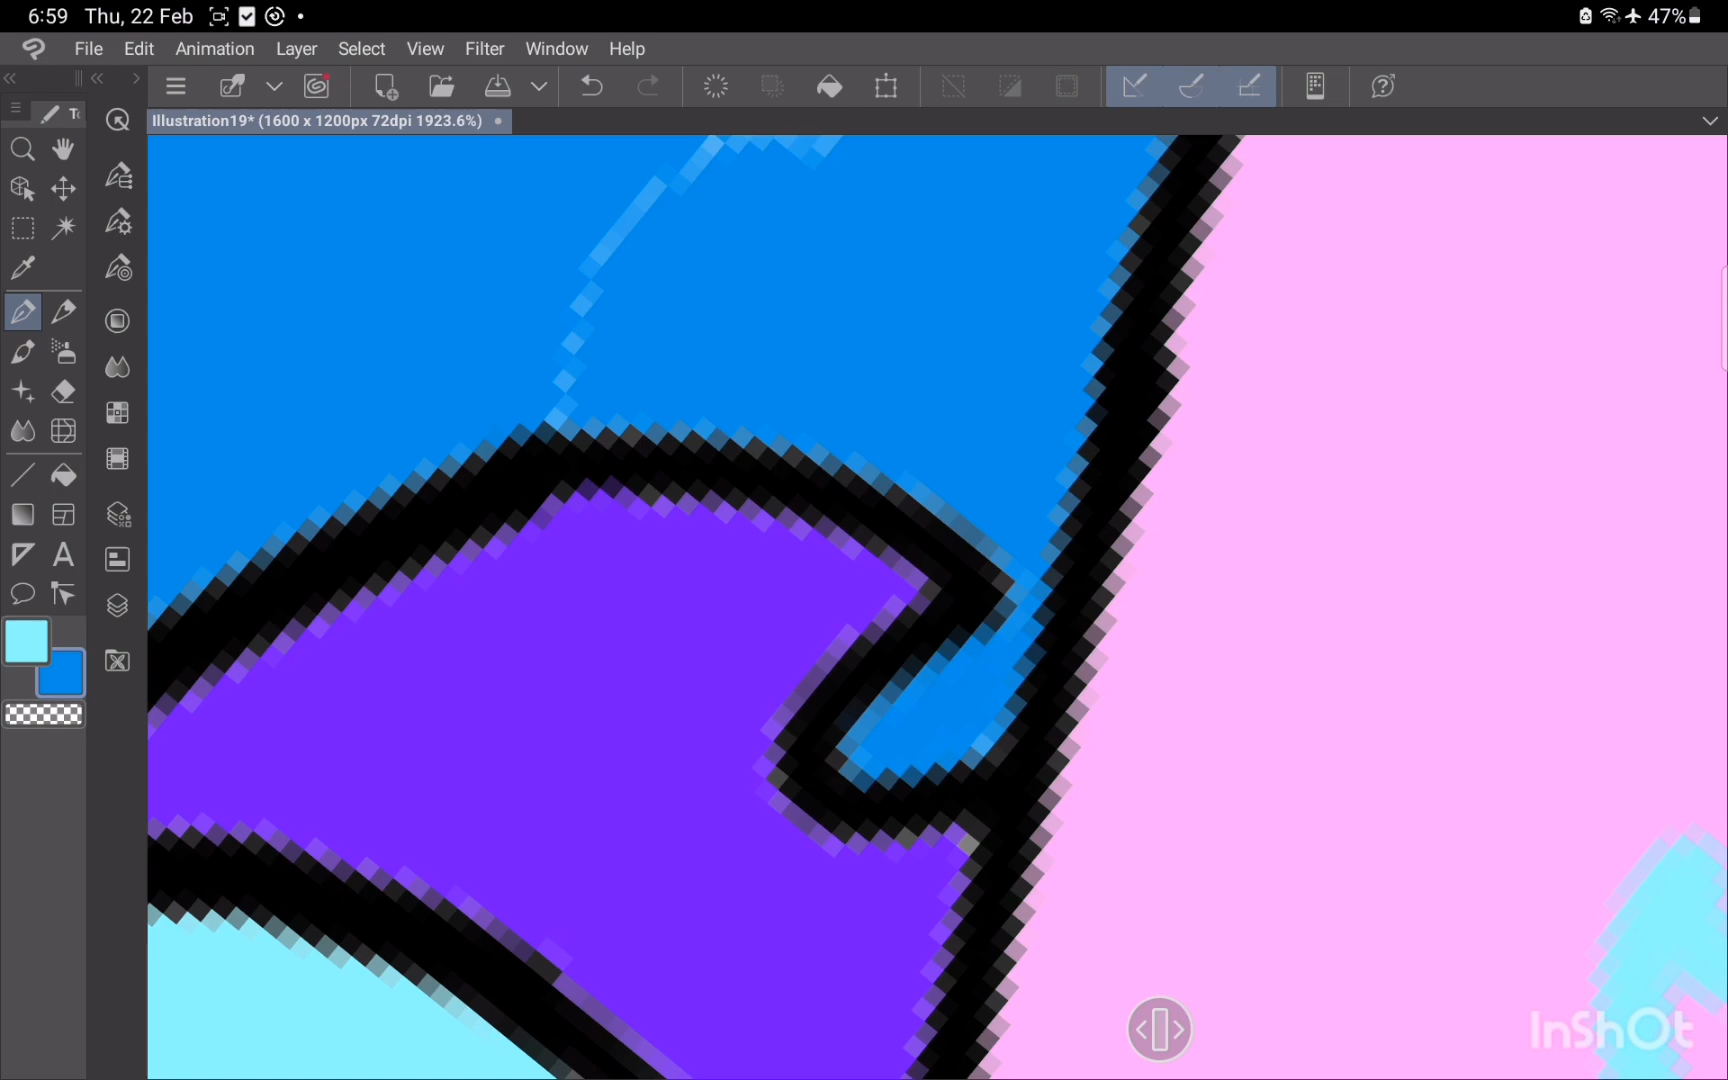 6:59 Thu, 22 Feb 47%
File Edit Animation Layer Select View Filter Window Help
Illustration19* (1600 x 1200px 72dpi 1923.6%)
InShOt